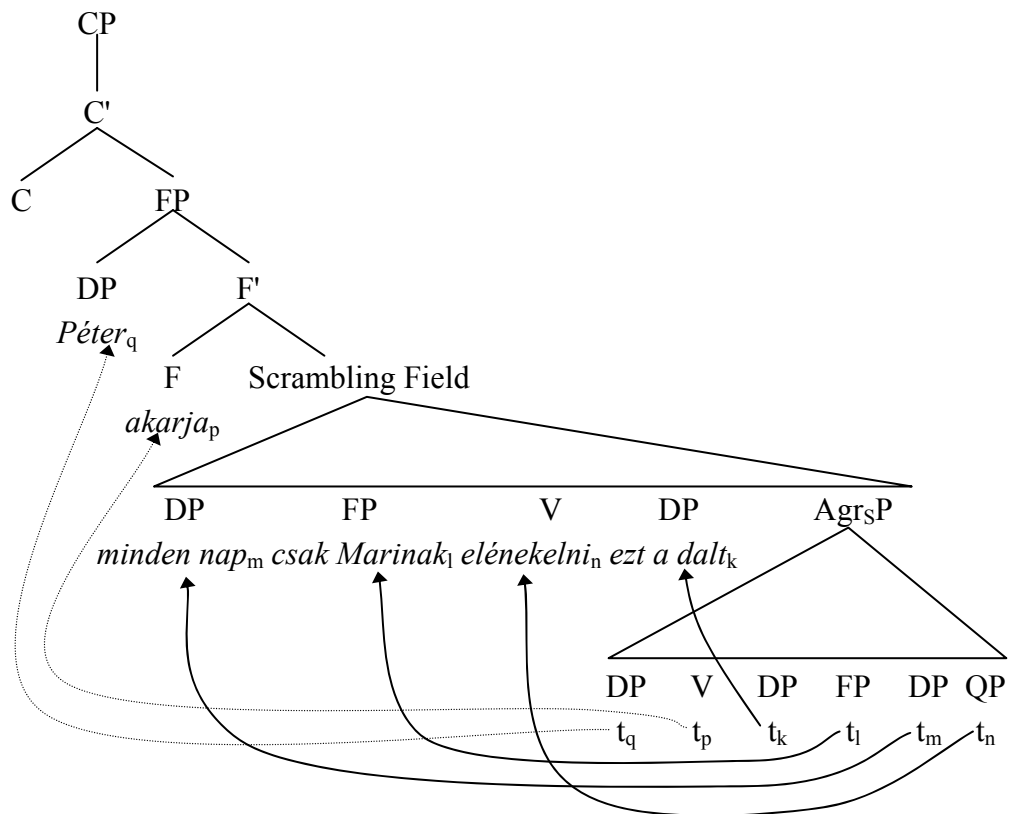 CP
C'
C FP
DP F'
Péterq
F Scrambling Field
akarjap
DP FP V DP AgrSP
minden napm csak Marinakl elénekelnin ezt a daltk
DP V DP FP DP QP
tq tp tk tl tm tn